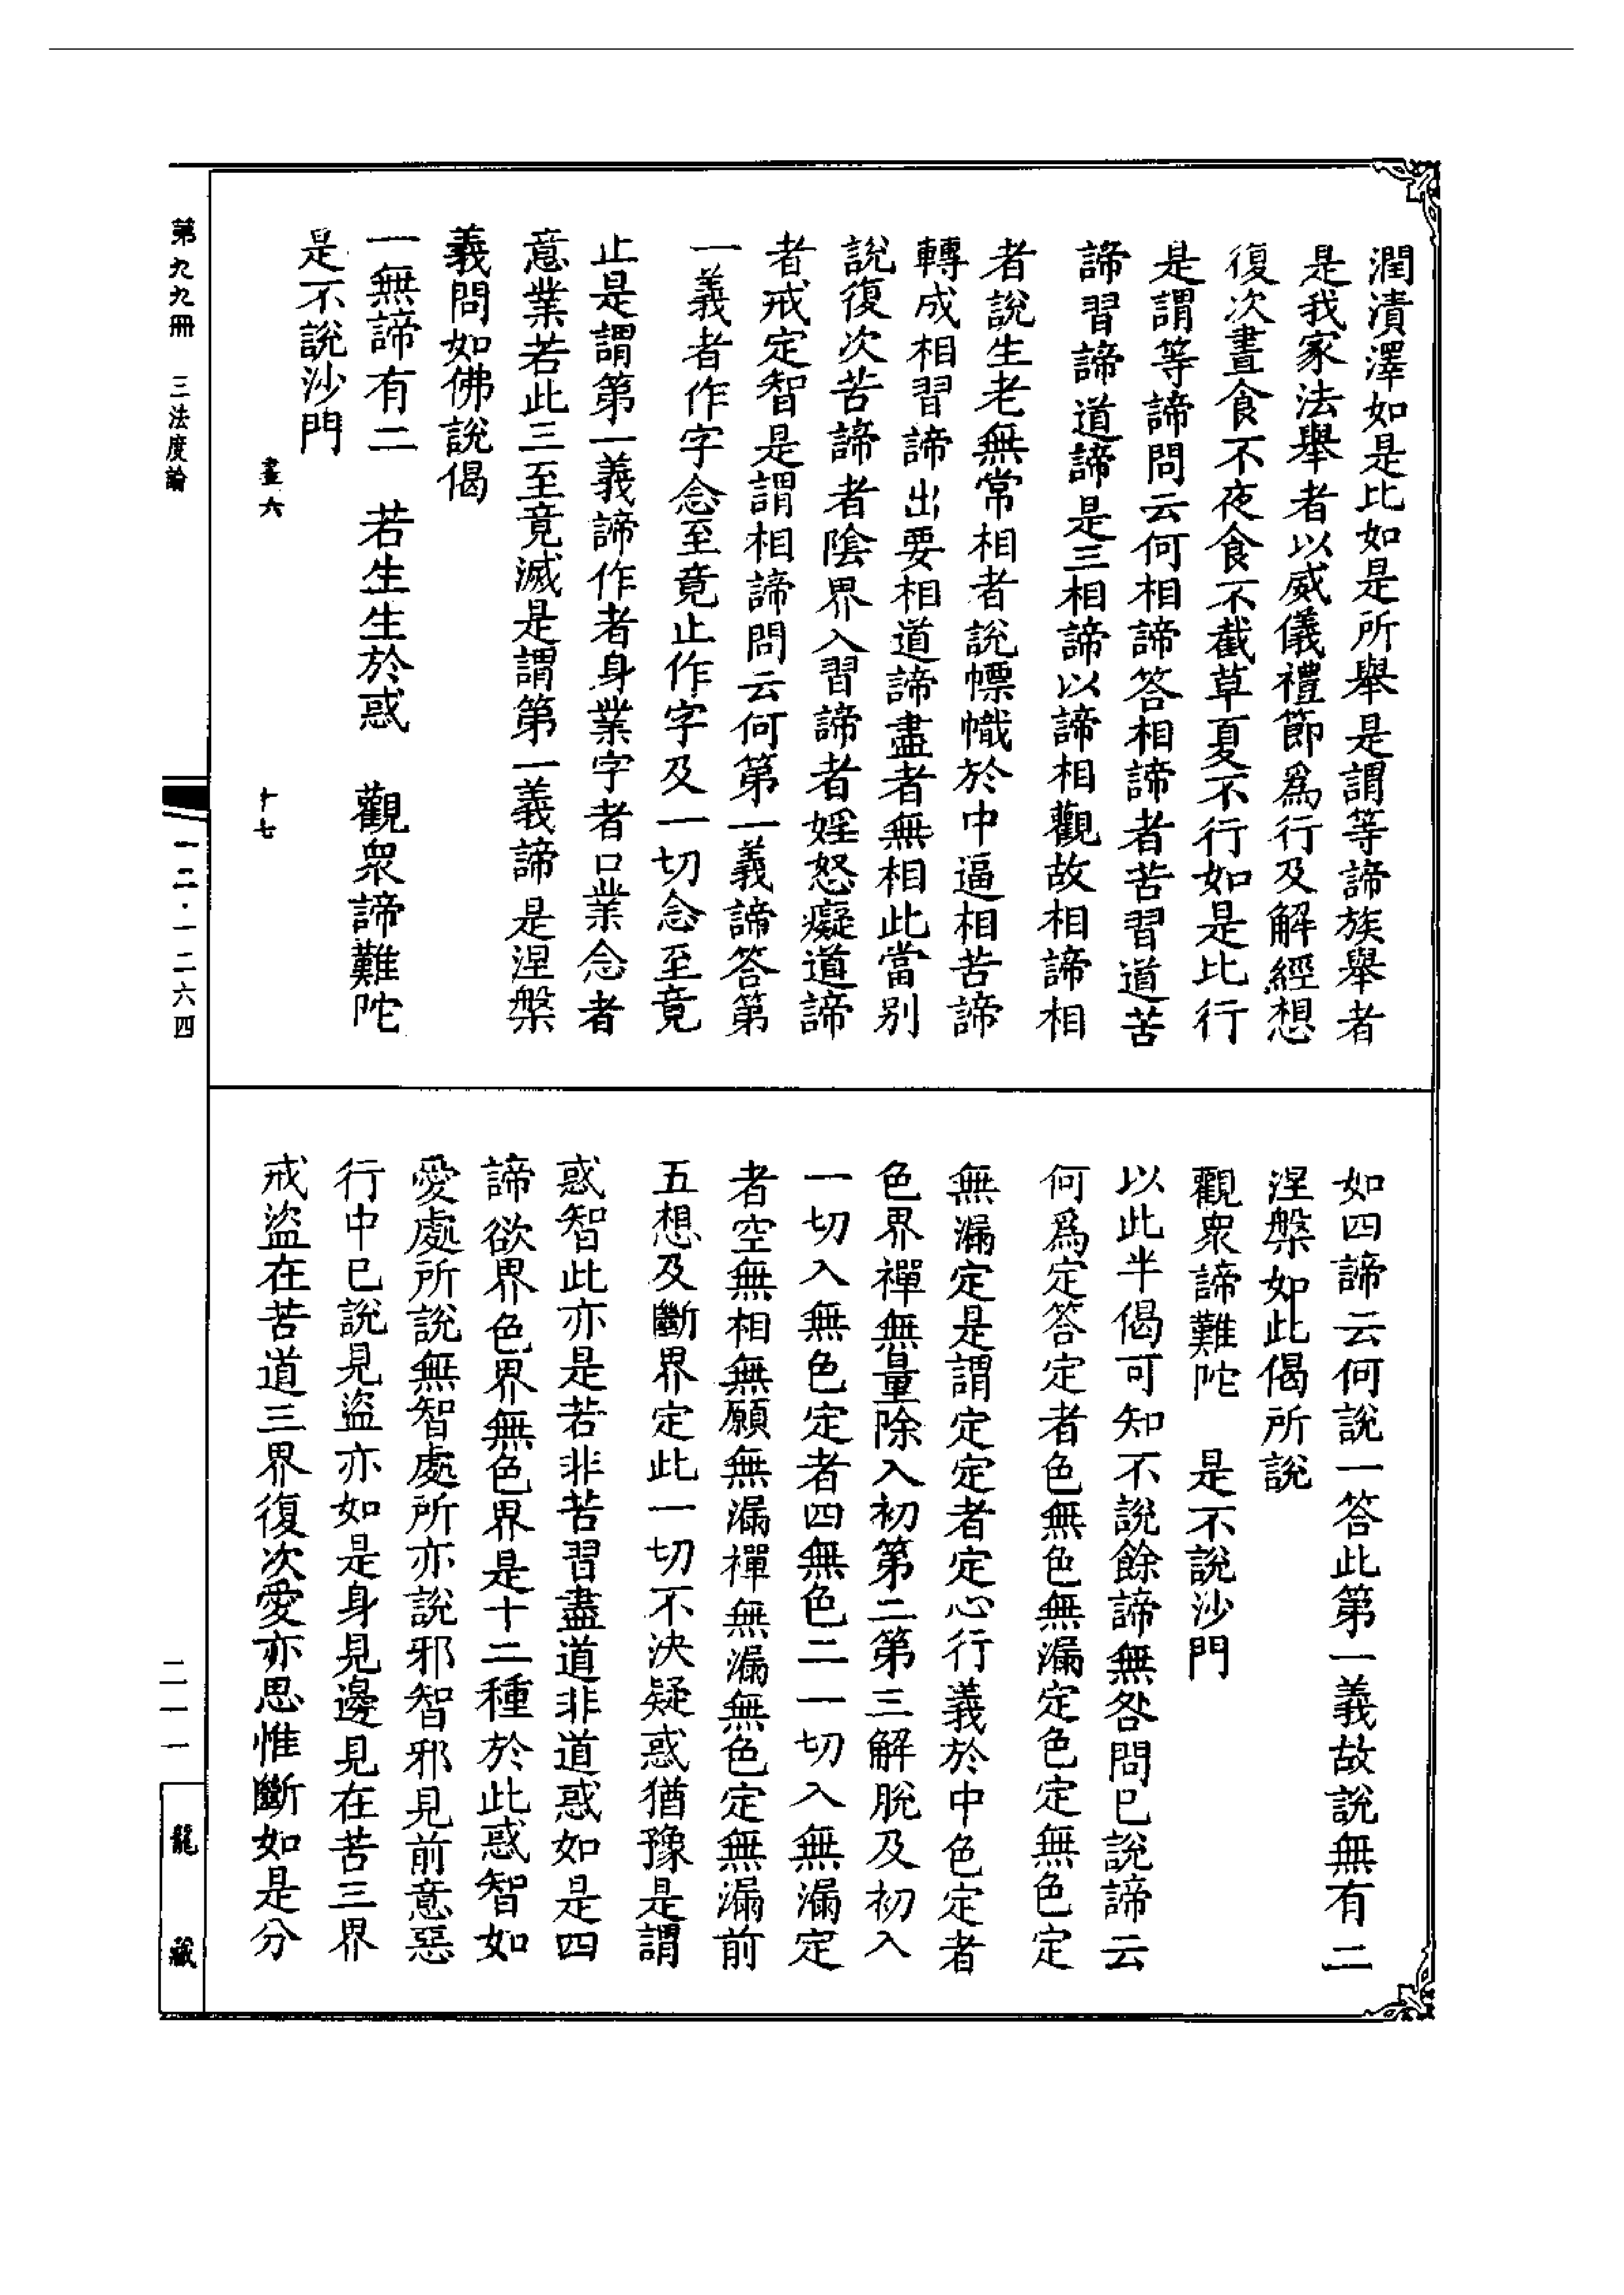 潤漬澤如是比如是所舉是謂等諦族舉者
是我家法舉者以威儀禮節爲行及解經想
復次晝食不夜食不截草夏不行如是比行
是謂等諦問云何相諦答相諦者苦習道苦
諦習諦道諦是三相諦以諦相觀故相諦相
者說生老無常相者說幖幟於中逼相苦諦
轉成相習諦出要相道諦盡者無相此當別
說復次苦諦者陰界入習諦者婬怒癡道諦
者戒定智是謂相諦問云何第一義諦答第
一義者作字念至竟止作字及一切念至竟
止是謂第一義諦作者身業字者口業念者
意業若此三至竟滅是謂第一義諦是涅槃
義問如佛說偈
一無諦有二　若生生於惑　觀衆諦難陀
是不說沙門
如四諦云何說一答此第一義故說無有二
涅槃如此偈所說
觀衆諦難陀　是不說沙門
以此半偈可知不說餘諦無咎問已說諦云
何爲定答定者色無色無漏定色定無色定
無漏定是謂定定者定心行義於中色定者
色界禪無量除入初第二第三解脫及初入
一切入無色定者四無色二一切入無漏定
者空無相無願無漏禪無漏無色定無漏前
五想及斷界定此一切不決疑惑猶豫是謂
惑智此亦是若非苦習盡道非道惑如是四
諦欲界色界無色界是十二種於此惑智如
愛處所說無智處所亦說邪智邪見前意惡
行中已說見盜亦如是身見邊見在苦三界
戒盜在苦道三界復次愛亦思惟斷如是分
第九九冊　三法度論
晝六　十七
一二·一二六四
二一一
龍藏